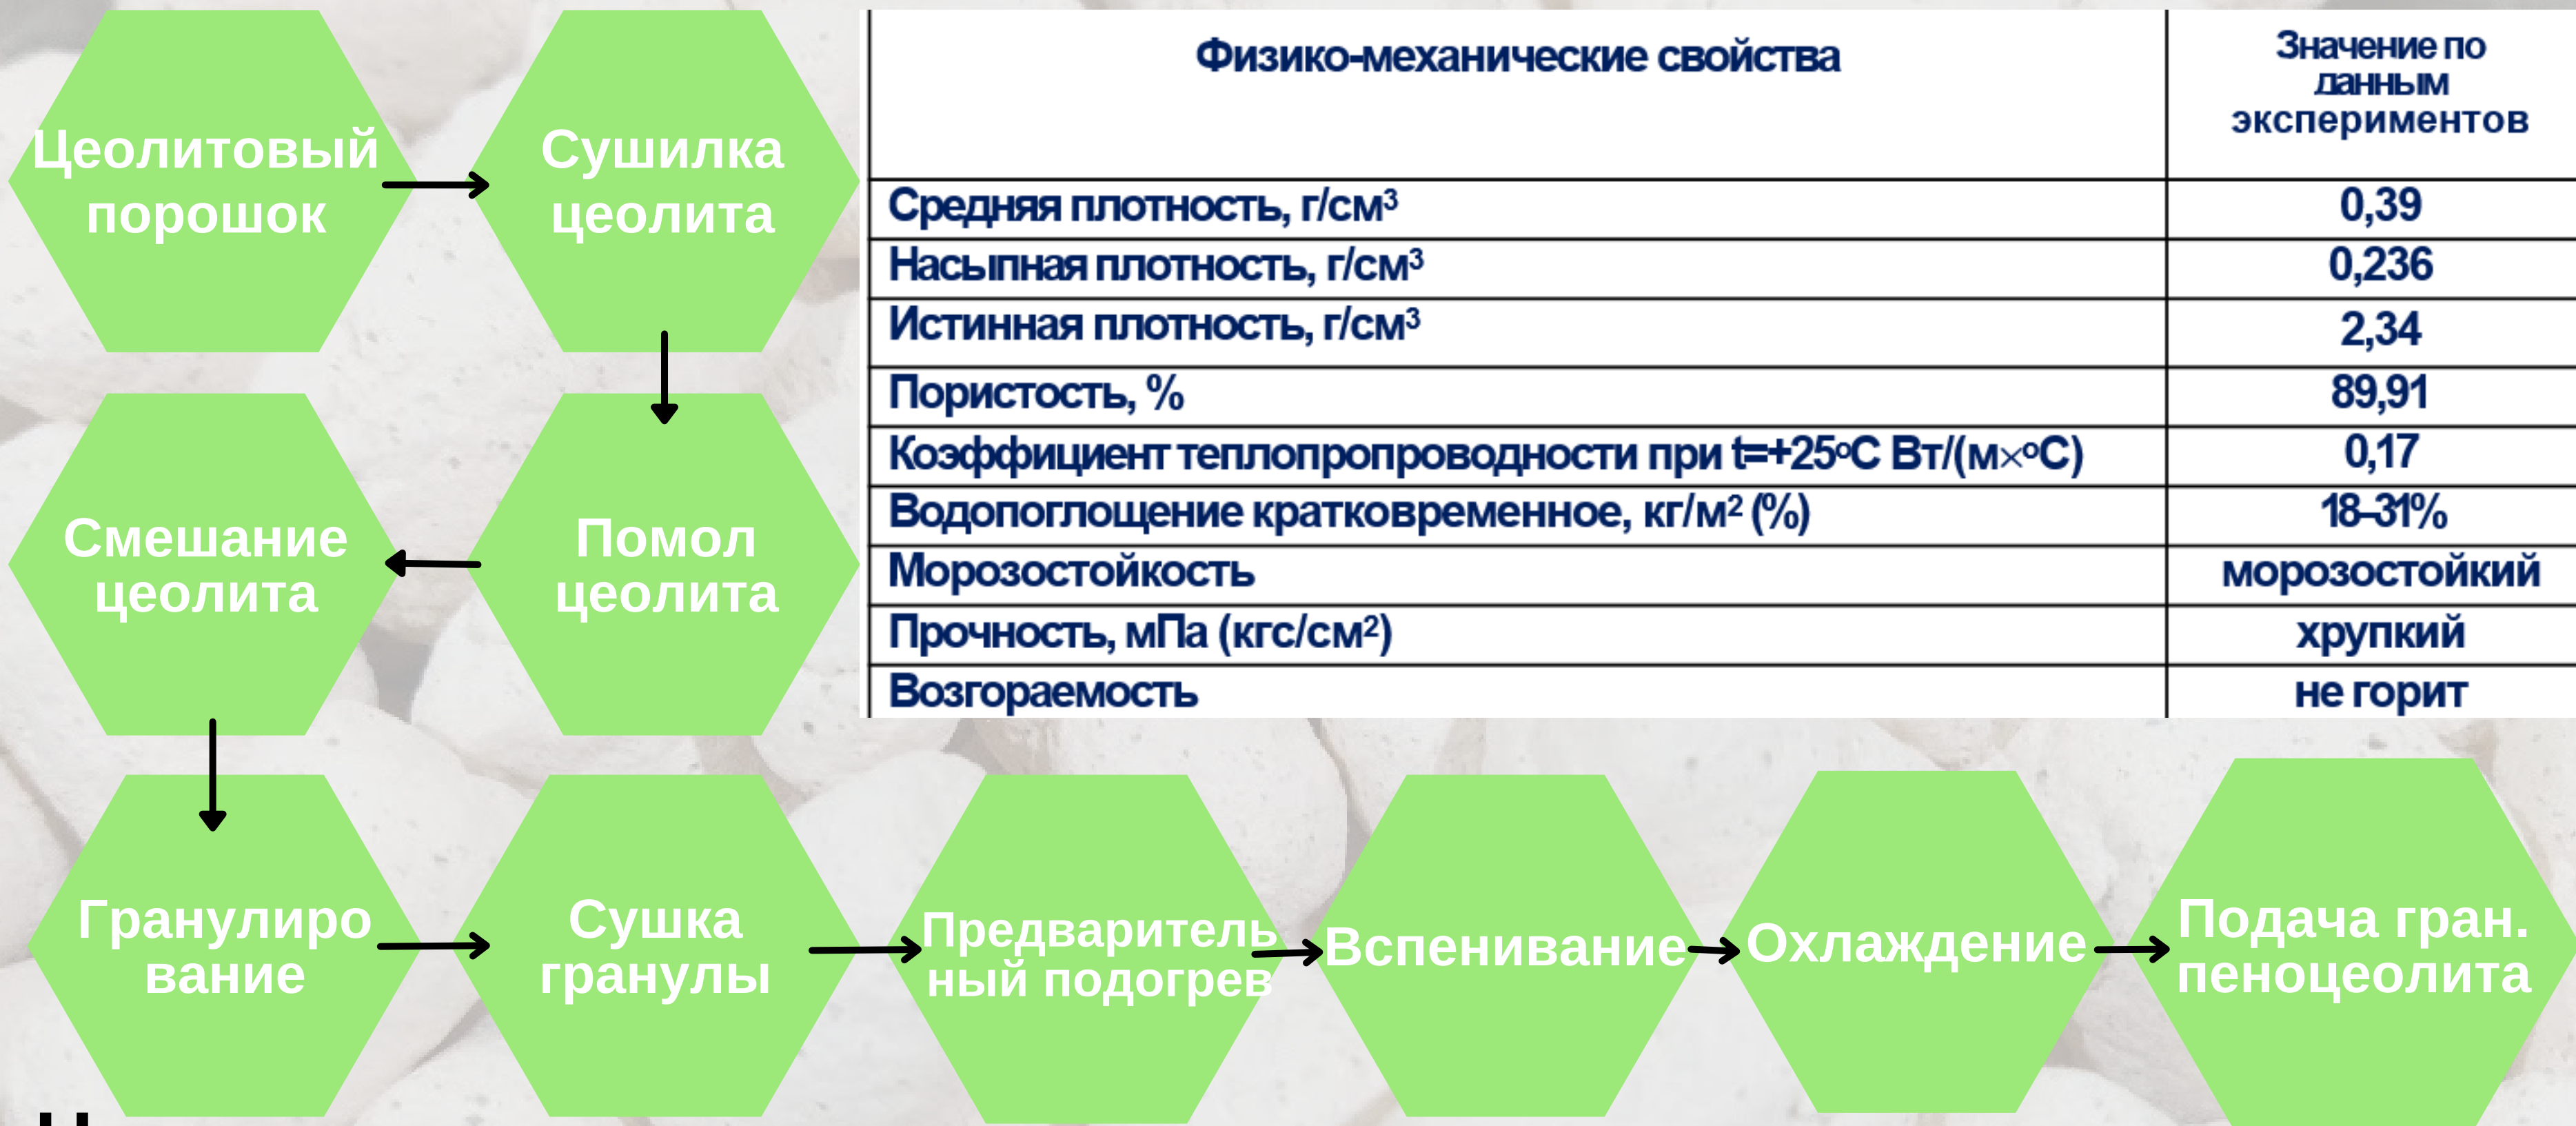 Цеолитовый
порошок
Сушилка
цеолита
Помол
цеолита
Смешание
цеолита
Гранулиро
вание
Сушка
гранулы
Предваритель
ный подогрев
Вспенивание
Охлаждение
Подача гран.
пеноцеолита
Физико-механические свойства
Значение по
данным
экспериментов
Средняя плотность, г/см³
0,39
Насыпная плотность, г/см³
0,236
Истинная плотность, г/см³
2,34
Пористость, %
89,91
Коэффициент теплопропроводности при t=+25ºС Вт/(м×ºС)
0,17
Водопоглощение кратковременное, кг/м² (%)
18–31%
Морозостойкость
морозостойкий
Прочность, мПа (кгс/см²)
хрупкий
Возгораемость
не горит